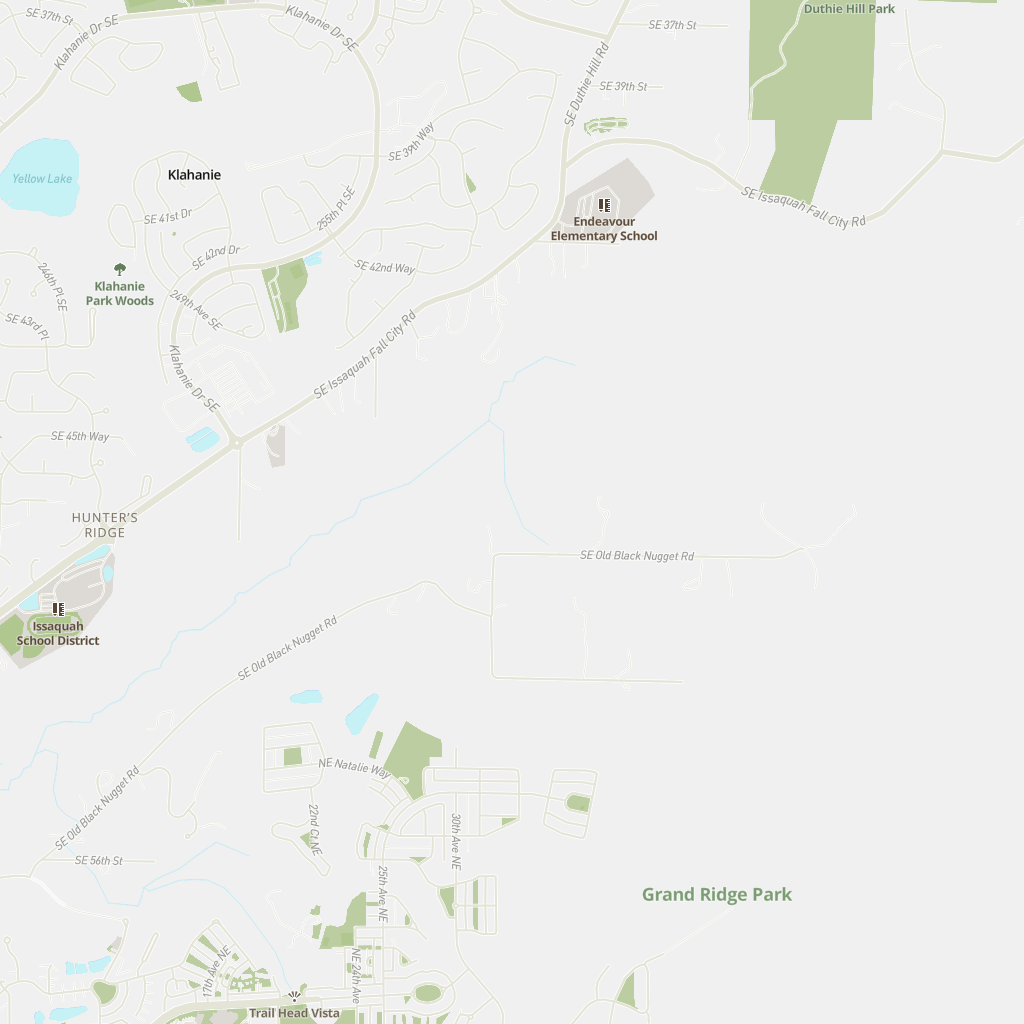 SE 37th St
Klahanie Dr SE
Klahanie Dr SE
SE 37th St
Duthie Hill Park
SE Duthie Hill Rd
SE 39th St
SE 39th Way
Yellow Lake
Klahanie
255th Pl SE
SE 41st Dr
SE Issaquah Fall City Rd
Endeavour
Elementary School
SE 42nd Dr
SE 42nd Way
246th Pl SE
Klahanie
Park Woods
249th Ave SE
SE 43rd Pl
SE Issaquah Fall City Rd
Klahanie Dr SE
SE 45th Way
HUNTER'S
RIDGE
SE Old Black Nugget Rd
Issaquah
School District
SE Old Black Nugget Rd
NE Natalie Way
SE Old Black Nugget Rd
22nd Ct NE
30th Ave NE
SE 56th St
25th Ave NE
Grand Ridge Park
17th Ave NE
NE 24th Ave
Trail Head Vista